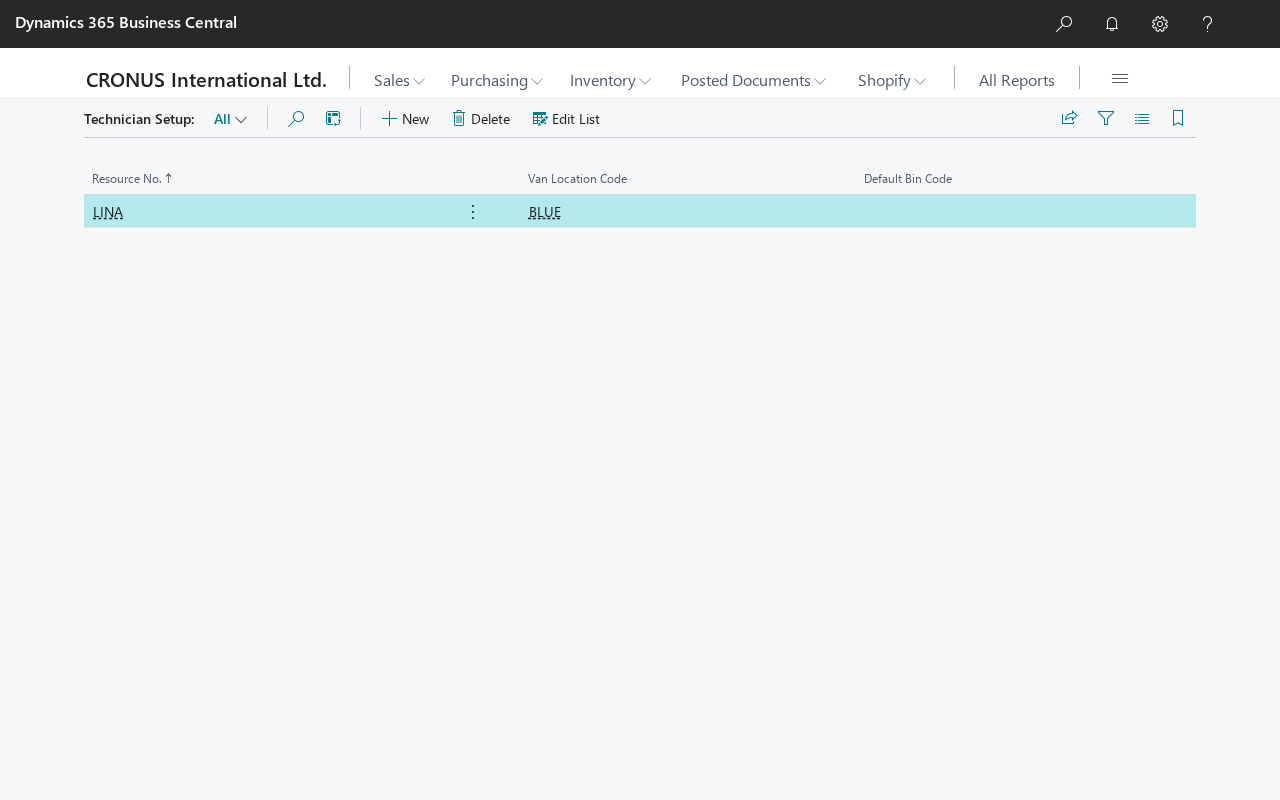 Dynamics 365 Business Central
CRONUS International Ltd. Sales Purchasing Inventory Posted Documents Shopify All Reports
Technician Setup: All New Delete Edit List
Resource No. ↑ Van Location Code Default Bin Code
LINA BLUE